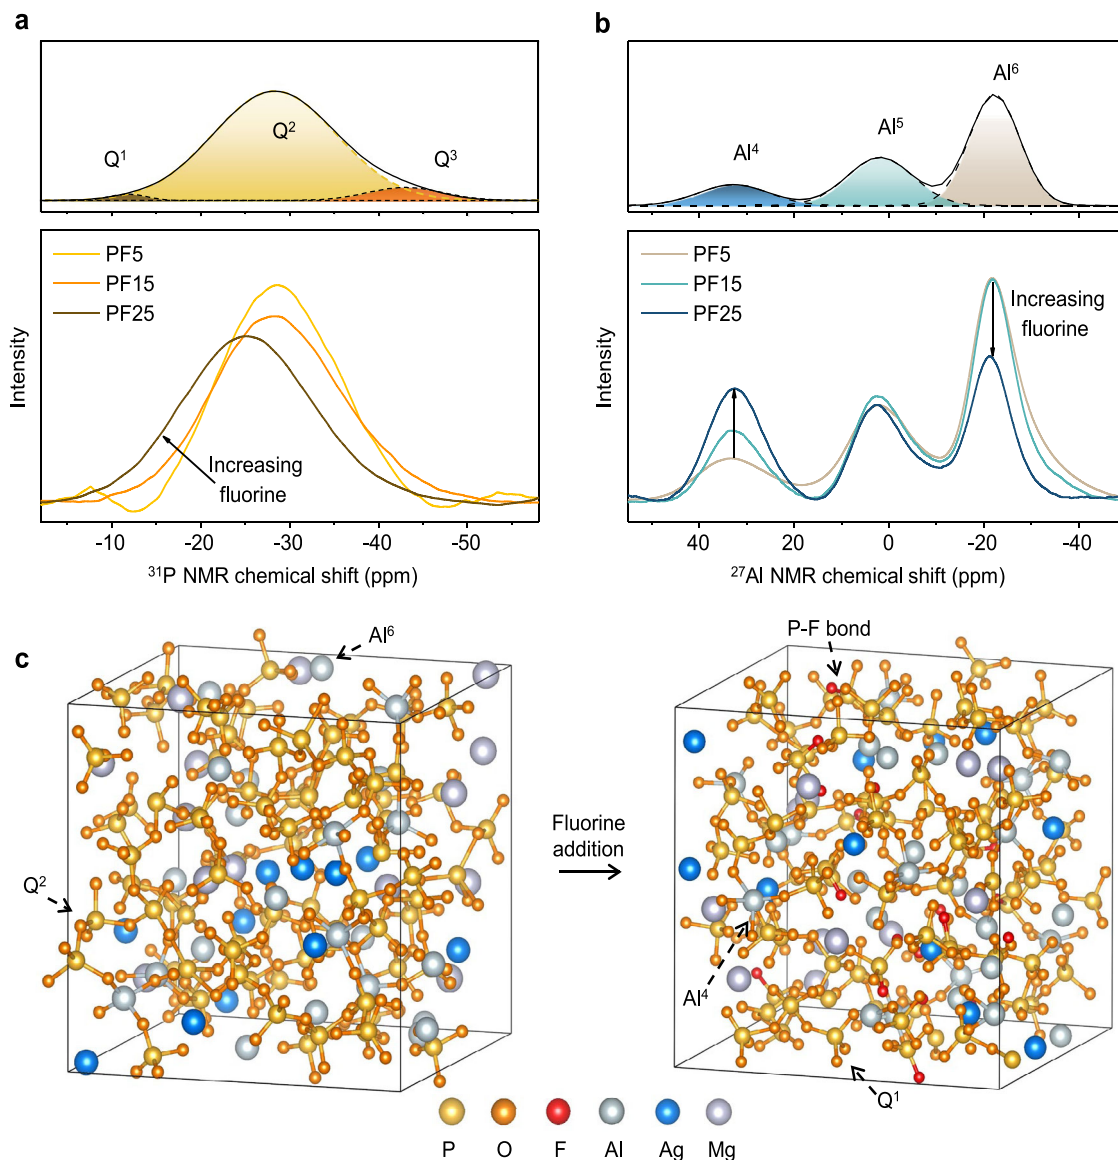 a
Q¹
Q²
Q³
PF5
PF15
PF25
Increasing
fluorine
Intensity
-10 -20 -30 -40 -50
³¹P NMR chemical shift (ppm)
b
Al⁴
Al⁵
Al⁶
PF5
PF15
PF25
Increasing
fluorine
Intensity
40 20 0 -20 -40
²⁷Al NMR chemical shift (ppm)
c
Al⁶
Q²
Fluorine
addition
P-F bond
Al⁴
Q¹
P O F Al Ag Mg